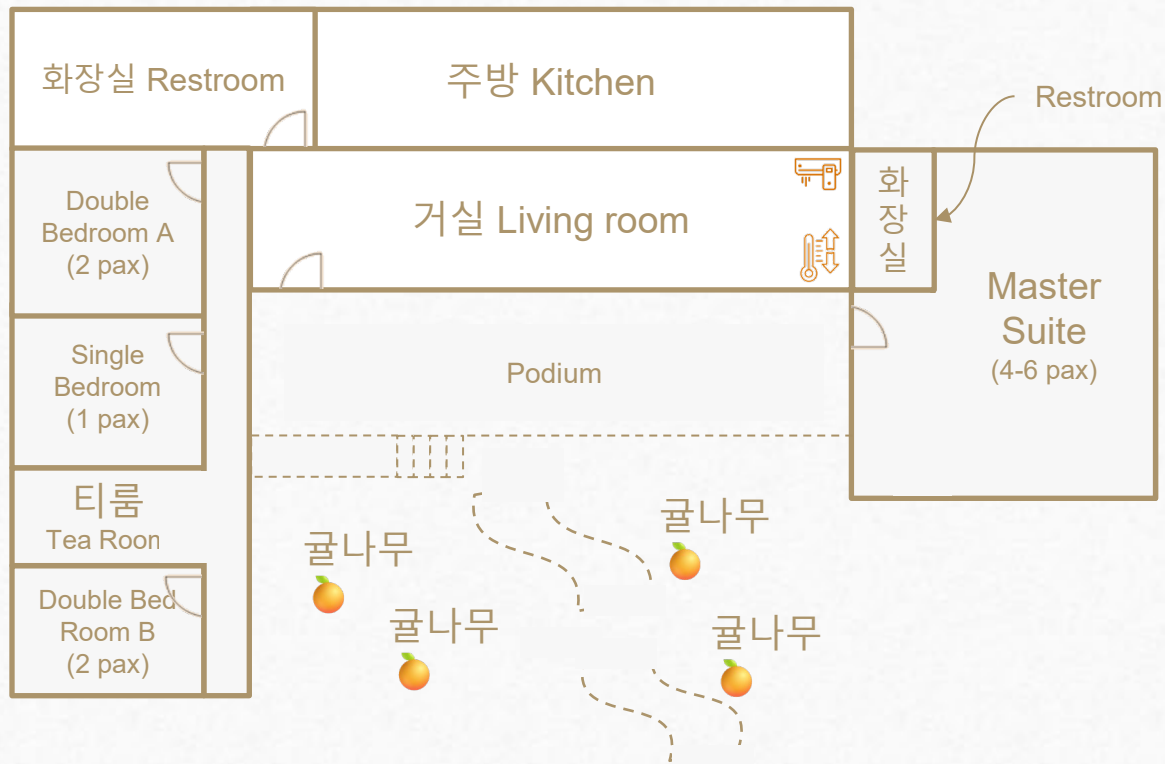 화장실 Restroom
주방 Kitchen
Restroom
Double
Bedroom A
(2 pax)
거실 Living room
화
장
실
Master
Suite
(4-6 pax)
Single
Bedroom
(1 pax)
Podium
티룸
Tea Roon
귤나무
귤나무
Double Bed
Room B
(2 pax)
귤나무
귤나무